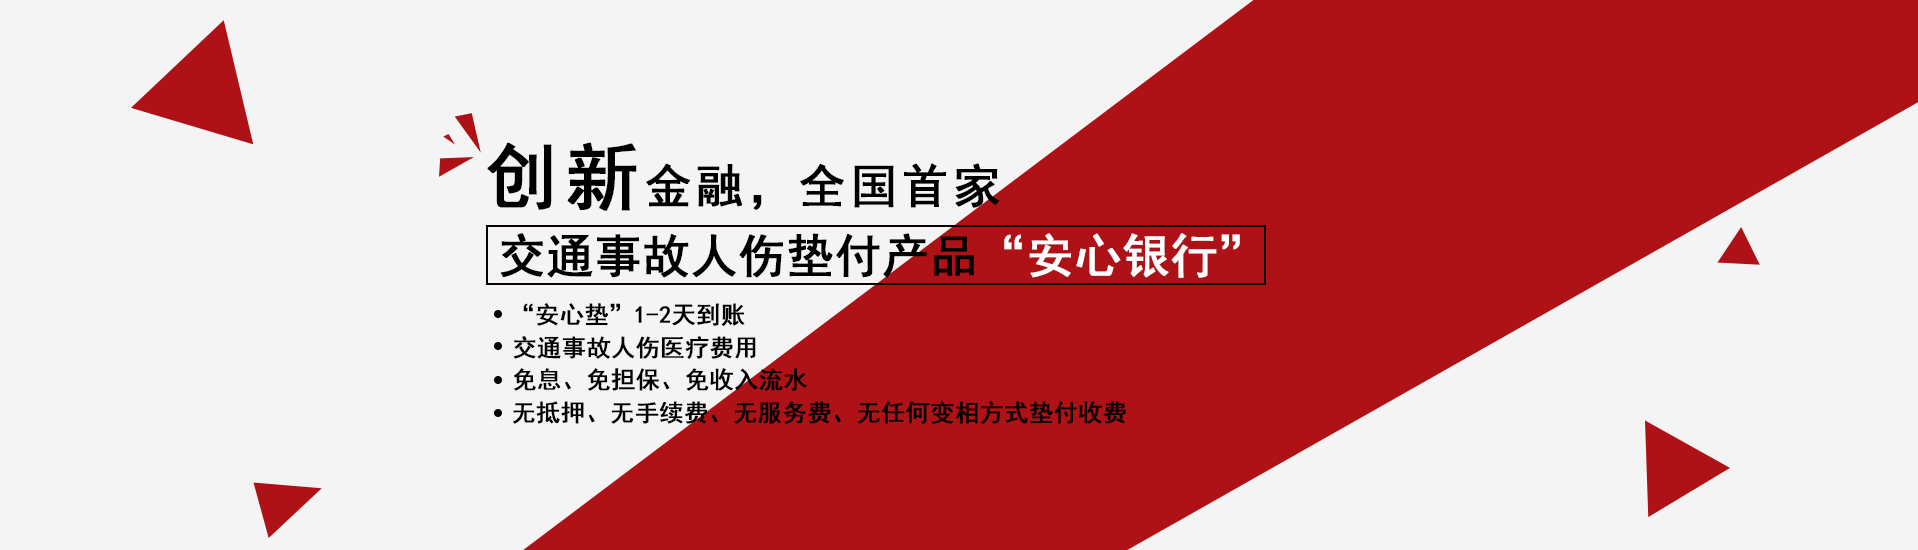 创新金融，全国首家
交通事故人伤垫付产品“安心银行”
• “安心垫”1-2天到账
• 交通事故人伤医疗费用
• 免息、免担保、免收入流水
• 无抵押、无手续费、无服务费、无任何变相方式垫付收费